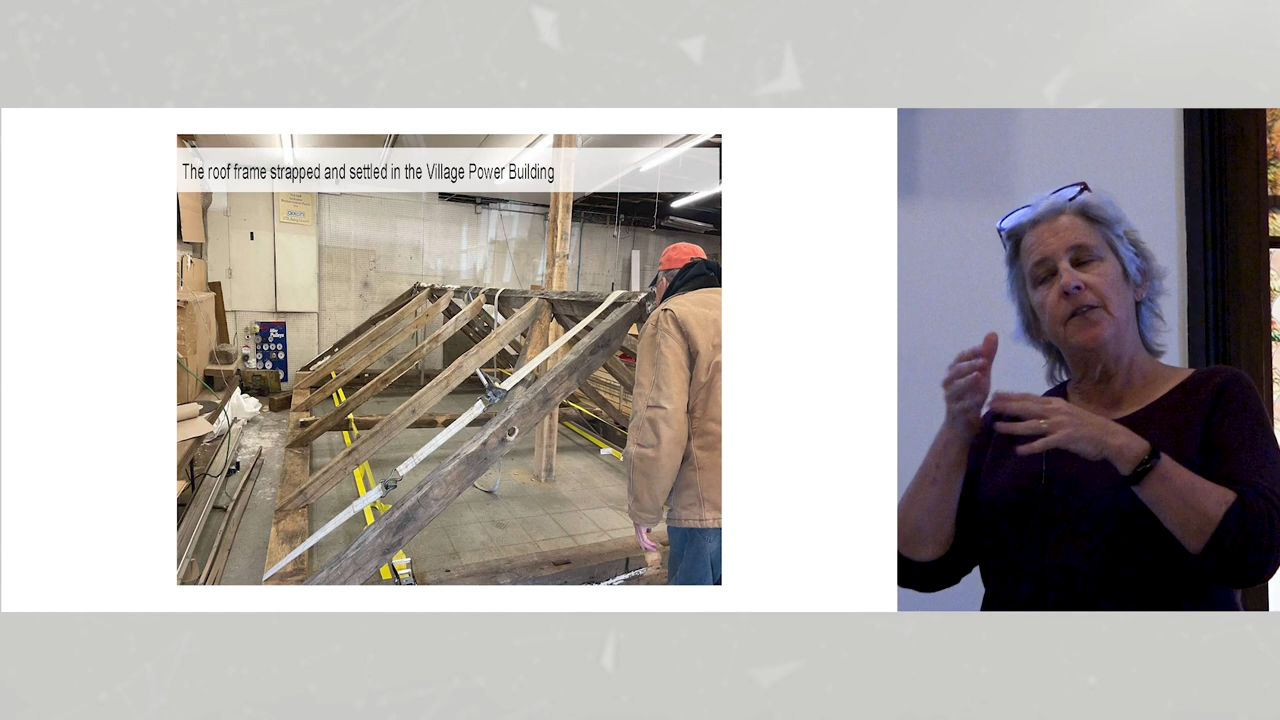 The roof frame strapped and settled in the Village Power Building